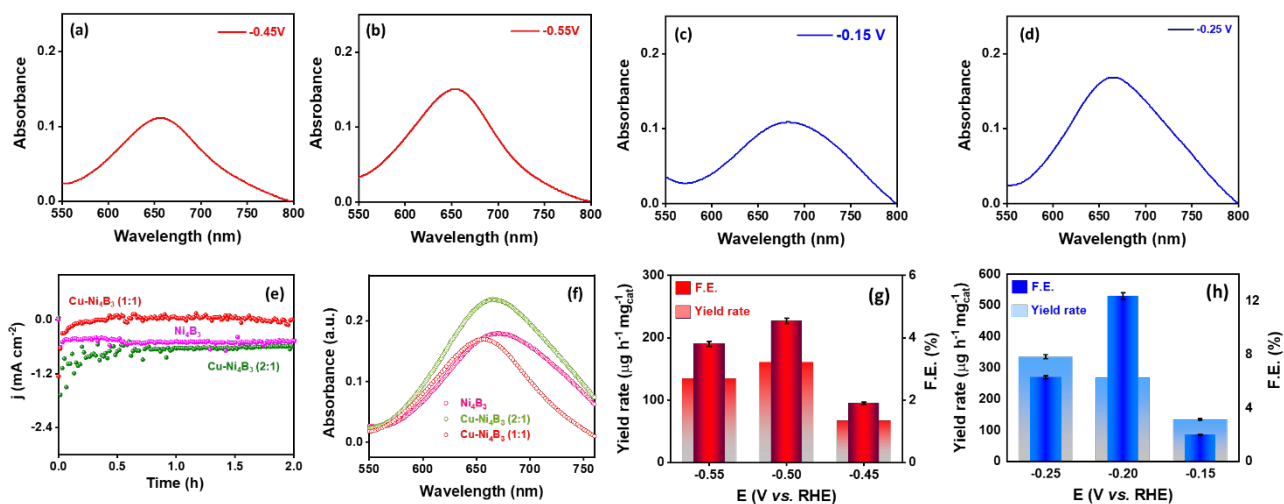 (a)
-0.45V
Absorbance
0.2
0.1
0.0
550 600 650 700 750 800
Wavelength (nm)
(b)
-0.55V
Absrobance
0.2
0.1
0.0
550 600 650 700 750 800
Wavelength (nm)
(c)
-0.15 V
Absorbance
0.2
0.1
0.0
550 600 650 700 750 800
Wavelength (nm)
(d)
-0.25 V
Absorbance
0.2
0.1
0.0
550 600 650 700 750 800
Wavelength (nm)
(e)
Cu-Ni₄B₃ (1:1)
Ni₄B₃
Cu-Ni₄B₃ (2:1)
j (mA cm⁻²)
0.0
-1.2
-2.4
0.0 0.5 1.0 1.5 2.0
Time (h)
(f)
Absorbance (a.u.)
0.2
0.1
0.0
Ni₄B₃
Cu-Ni₄B₃ (2:1)
Cu-Ni₄B₃ (1:1)
550 600 650 700 750
Wavelength (nm)
(g)
F.E.
Yield rate
Yield rate (μg h⁻¹ mg⁻¹cat)
300
200
100
0
F.E. (%)
6
4
2
0
-0.55 -0.50 -0.45
E (V vs. RHE)
(h)
F.E.
Yield rate
Yield rate (μg h⁻¹ mg⁻¹cat)
600
500
400
300
200
100
0
F.E. (%)
12
8
4
0
-0.25 -0.20 -0.15
E (V vs. RHE)